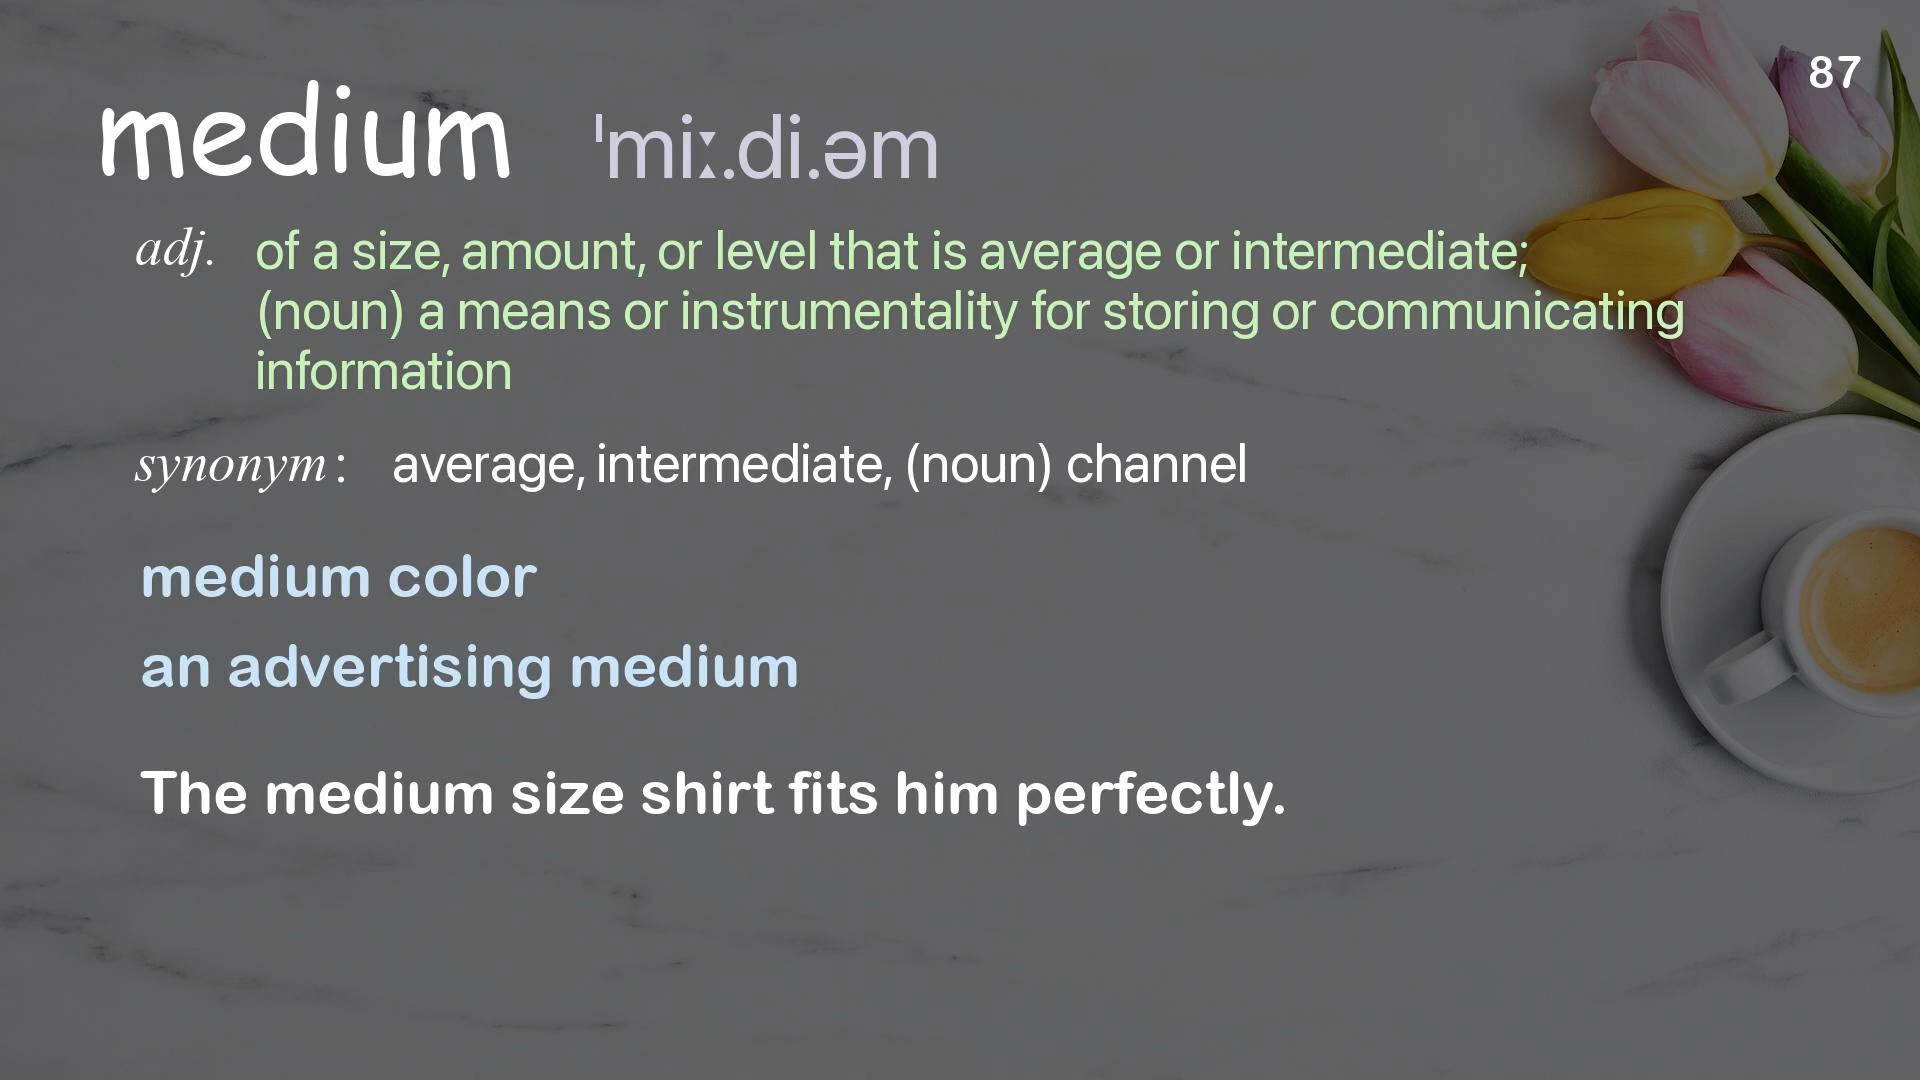 87
medium ˈmiː.di.əm
adj. of a size, amount, or level that is average or intermediate;
(noun) a means or instrumentality for storing or communicating
information
synonym : average, intermediate, (noun) channel
medium color
an advertising medium
The medium size shirt fits him perfectly.